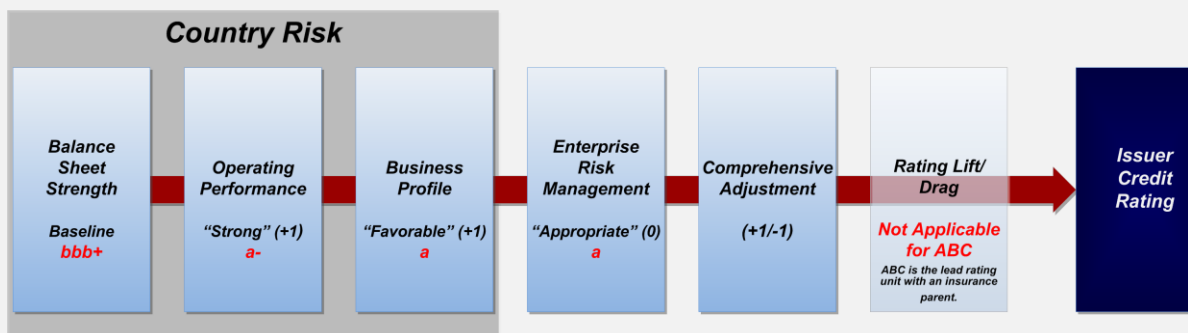 Country Risk
Balance
Sheet
Strength
Baseline
bbb+
Operating
Performance
“Strong” (+1)
a-
Business
Profile
“Favorable” (+1)
a
Enterprise
Risk
Management
“Appropriate” (0)
a
Comprehensive
Adjustment
(+1/-1)
Rating Lift/
Drag
Not Applicable
for ABC
ABC is the lead rating
unit with an insurance
parent.
Issuer
Credit
Rating